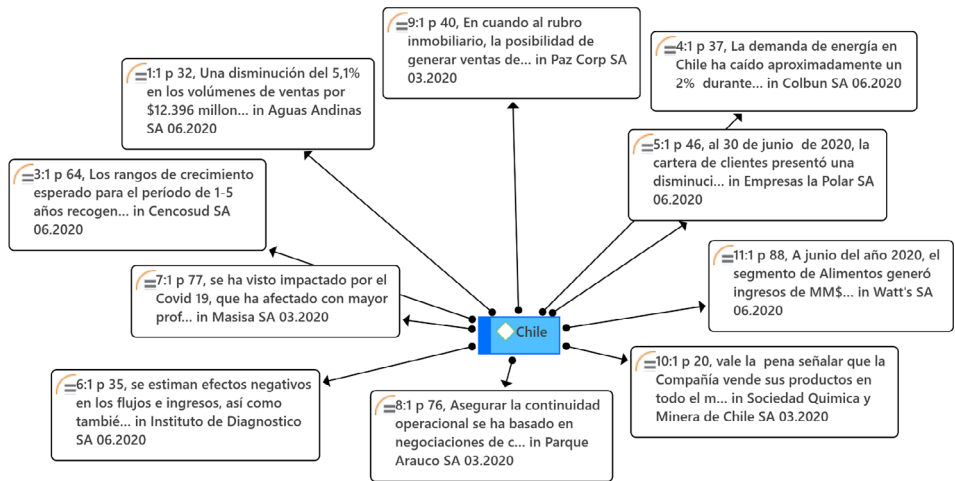 9:1 p 40, En cuando al rubro
inmobiliario, la posibilidad de
generar ventas de... in Paz Corp SA
03.2020
4:1 p 37, La demanda de energía en
Chile ha caído aproximadamente un
2% durante... in Colbun SA 06.2020
1:1 p 32, Una disminución del 5,1%
en los volúmenes de ventas por
$12.396 millon... in Aguas Andinas
SA 06.2020
5:1 p 46, al 30 de junio de 2020, la
cartera de clientes presentó una
disminuci... in Empresas la Polar SA
06.2020
3:1 p 64, Los rangos de crecimiento
esperado para el período de 1-5
años recogen... in Cencosud SA
06.2020
11:1 p 88, A junio del año 2020, el
segmento de Alimentos generó
ingresos de MM$... in Watt's SA
06.2020
7:1 p 77, se ha visto impactado por el
Covid 19, que ha afectado con mayor
prof... in Masisa SA 03.2020
Chile
10:1 p 20, vale la pena señalar que la
Compañía vende sus productos en
todo el m... in Sociedad Quimica y
Minera de Chile SA 03.2020
6:1 p 35, se estiman efectos negativos
en los flujos e ingresos, así como
tambié... in Instituto de Diagnostico
SA 06.2020
8:1 p 76, Asegurar la continuidad
operacional se ha basado en
negociaciones de c... in Parque
Arauco SA 03.2020